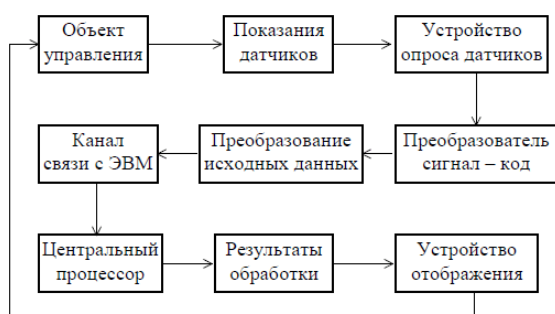 Объект
управления
Показания
датчиков
Устройство
опроса датчиков
Канал
связи с ЭВМ
Преобразование
исходных данных
Преобразователь
сигнал – код
Центральный
процессор
Результаты
обработки
Устройство
отображения